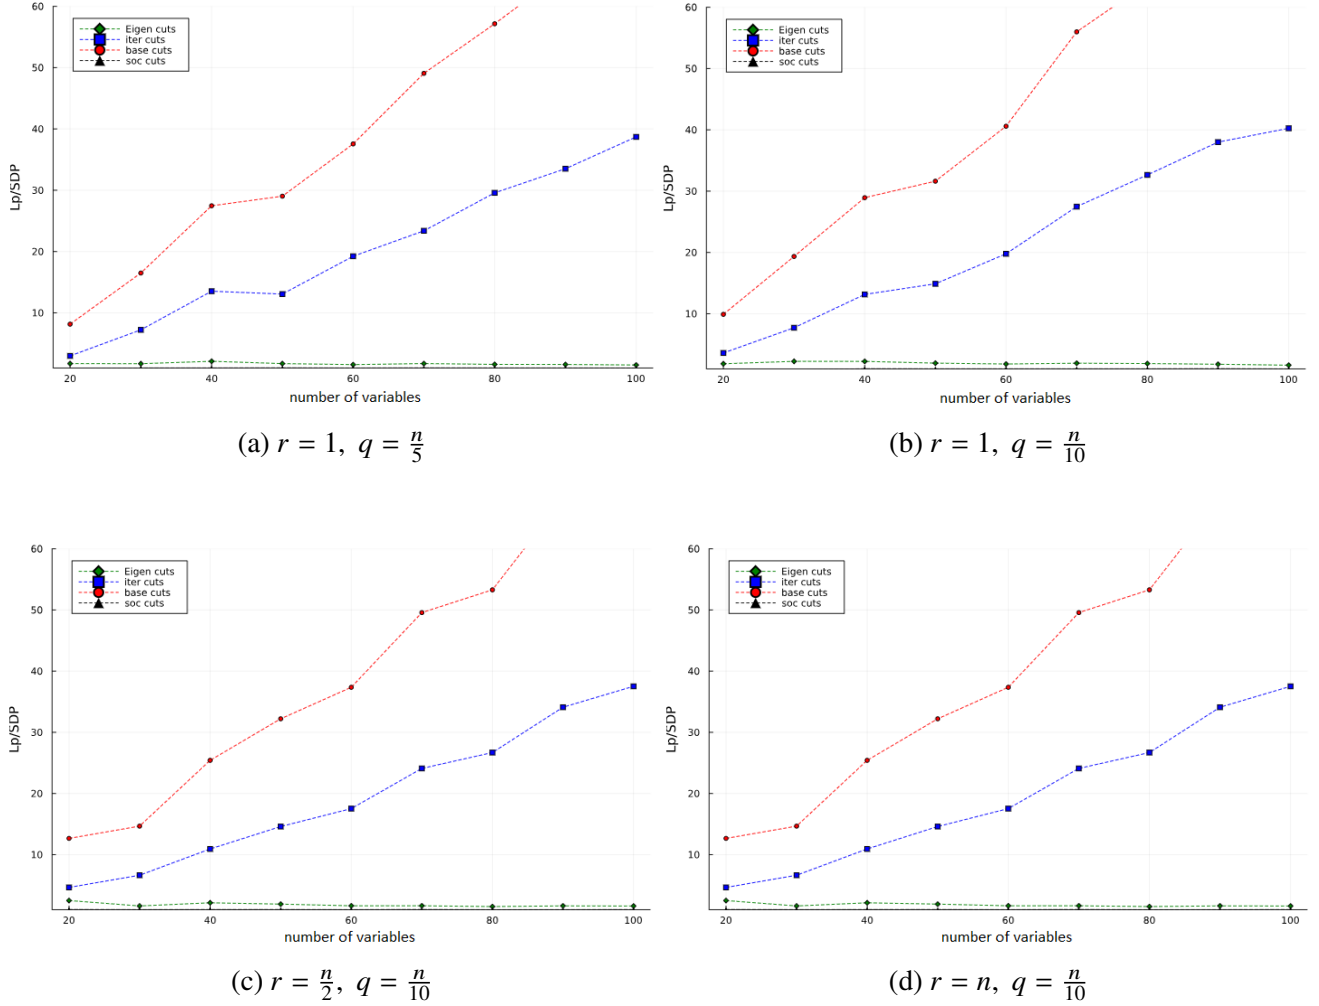 60
50
40
30
20
10
Lp/SDP
Eigen cuts
iter cuts
base cuts
soc cuts
20 40 60 80 100
number of variables
(a) r = 1, q = n/5
60
50
40
30
20
10
Lp/SDP
Eigen cuts
iter cuts
base cuts
soc cuts
20 40 60 80 100
number of variables
(b) r = 1, q = n/10
60
50
40
30
20
10
Lp/SDP
Eigen cuts
iter cuts
base cuts
soc cuts
20 40 60 80 100
number of variables
(c) r = n/2, q = n/10
60
50
40
30
20
10
Lp/SDP
Eigen cuts
iter cuts
base cuts
soc cuts
20 40 60 80 100
number of variables
(d) r = n, q = n/10